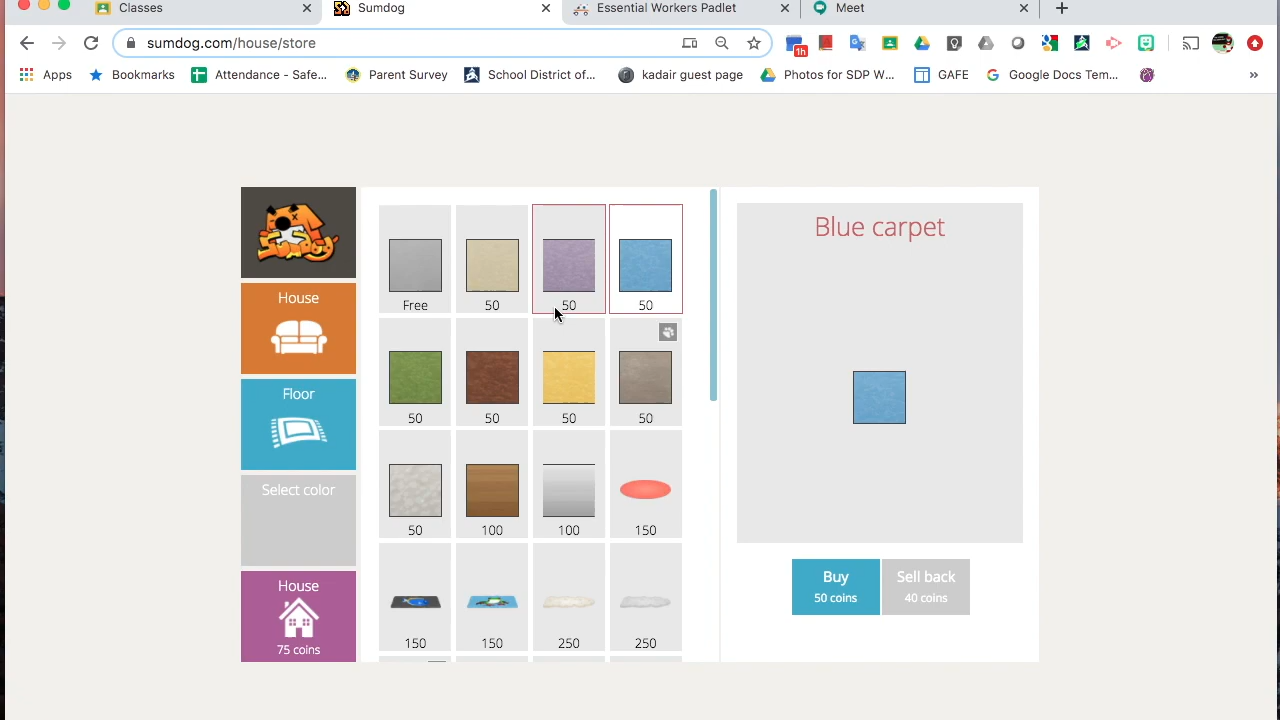 Classes
Sumdog
Essential Workers Padlet
Meet
sumdog.com/house/store
1h
Apps
Bookmarks
Attendance - Safe...
Parent Survey
School District of...
kadair guest page
Photos for SDP W...
GAFE
Google Docs Tem...
»
SUMDOG
House
Floor
Select color
House
75 coins
Free
50
50
50
50
50
50
50
50
100
100
150
150
150
250
250
Blue carpet
Buy
50 coins
Sell back
40 coins